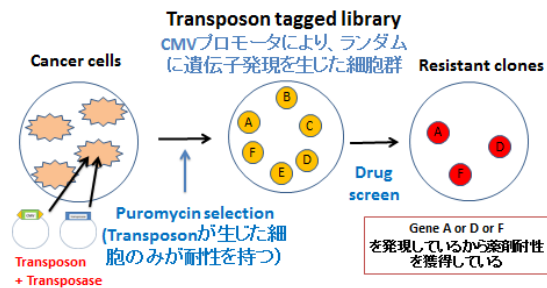 Transposon tagged library
CMVプロモータにより、ランダム
に遺伝子発現を生じた細胞群
Cancer cells
Resistant clones
A
B
C
D
E
F
A
D
F
Puromycin selection
(Transposonが生じた細
胞のみが耐性を持つ)
Drug
screen
Transposon
+ Transposase
Gene A or D or F
を発現しているから薬剤耐性
を獲得している